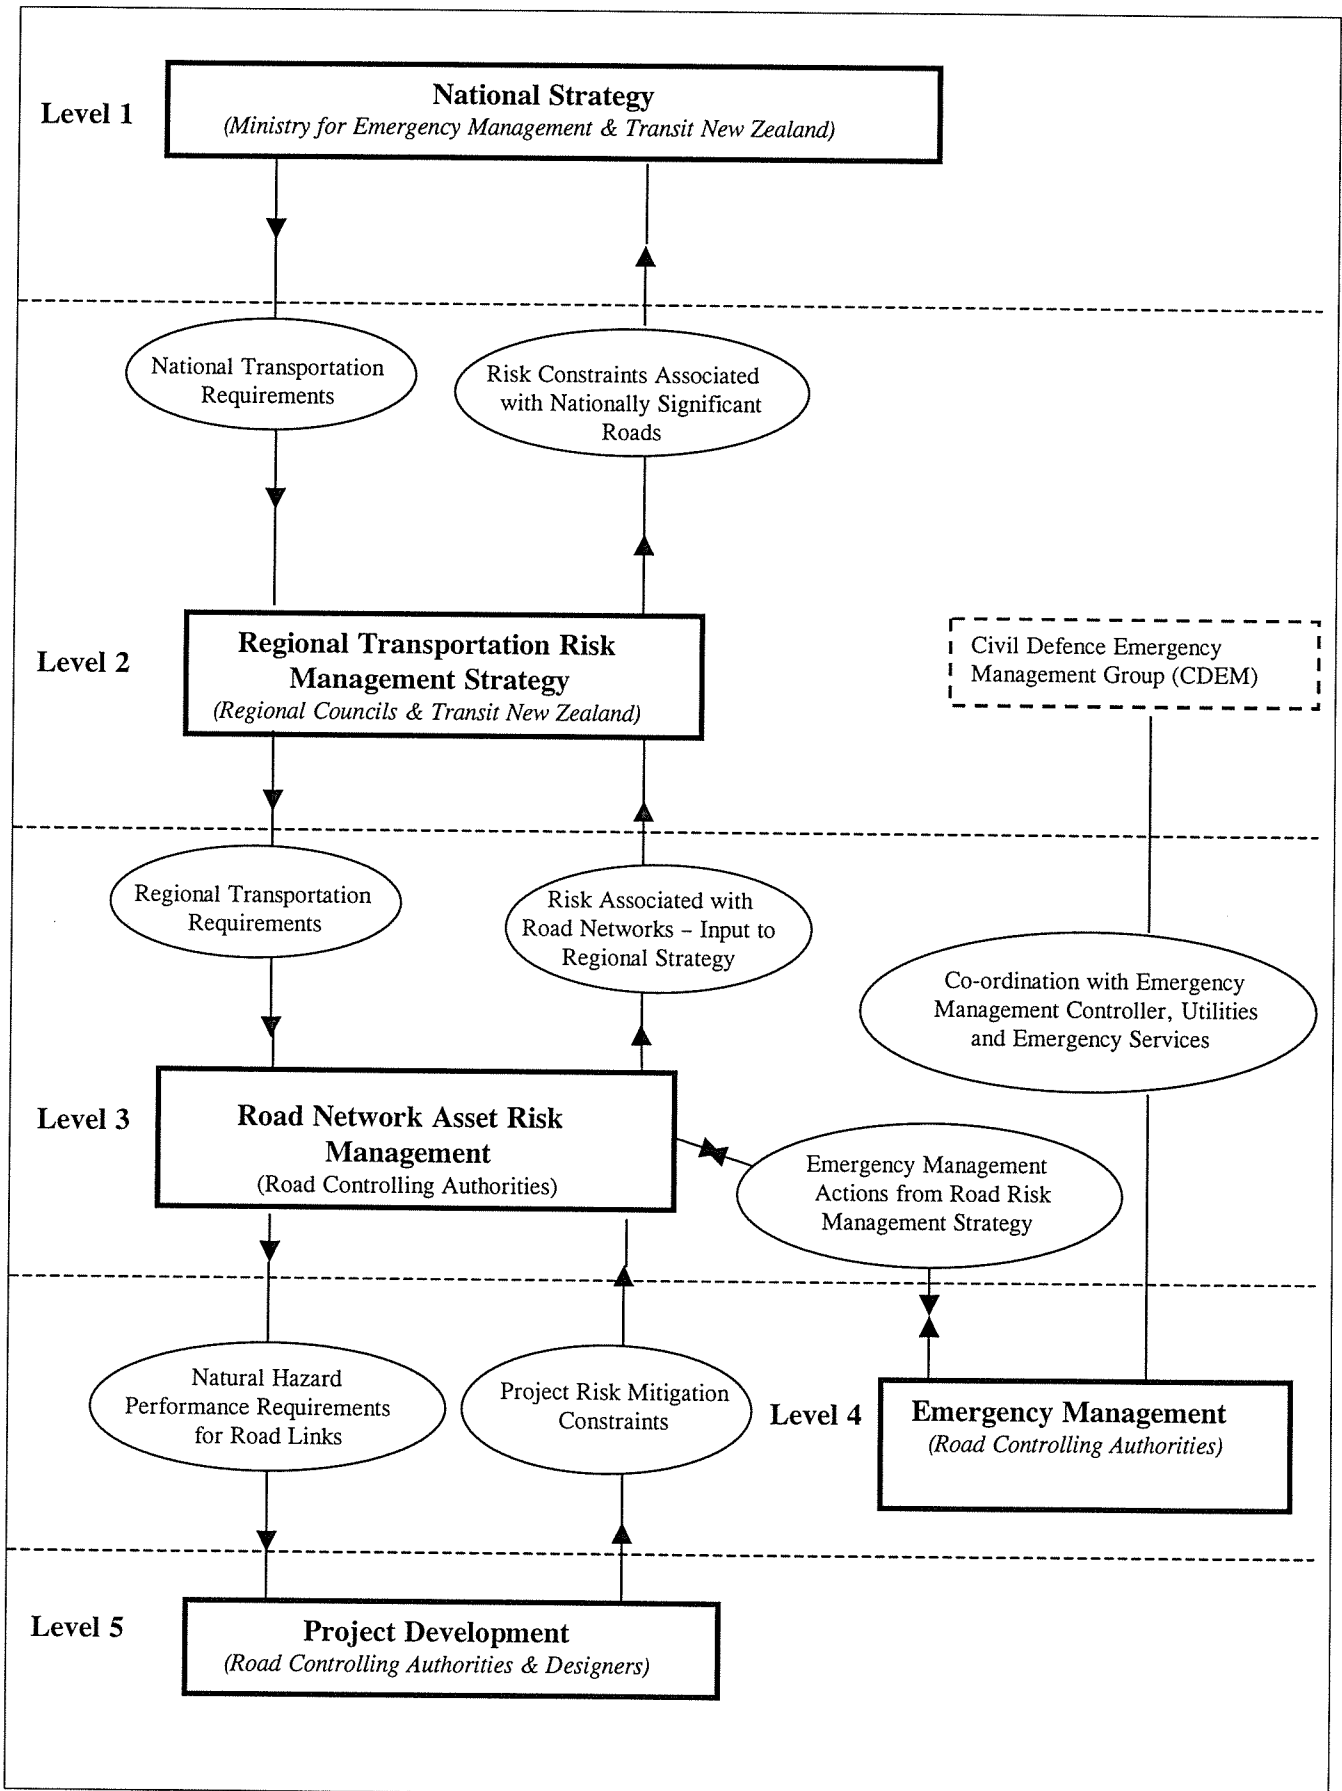 Level 1
National Strategy
(Ministry for Emergency Management & Transit New Zealand)
National Transportation
Requirements
Risk Constraints Associated
with Nationally Significant
Roads
Level 2
Regional Transportation Risk
Management Strategy
(Regional Councils & Transit New Zealand)
Civil Defence Emergency
Management Group (CDEM)
Regional Transportation
Requirements
Risk Associated with
Road Networks – Input to
Regional Strategy
Co-ordination with Emergency
Management Controller, Utilities
and Emergency Services
Level 3
Road Network Asset Risk
Management
(Road Controlling Authorities)
Emergency Management
Actions from Road Risk
Management Strategy
Natural Hazard
Performance Requirements
for Road Links
Project Risk Mitigation
Constraints
Level 4
Emergency Management
(Road Controlling Authorities)
Level 5
Project Development
(Road Controlling Authorities & Designers)